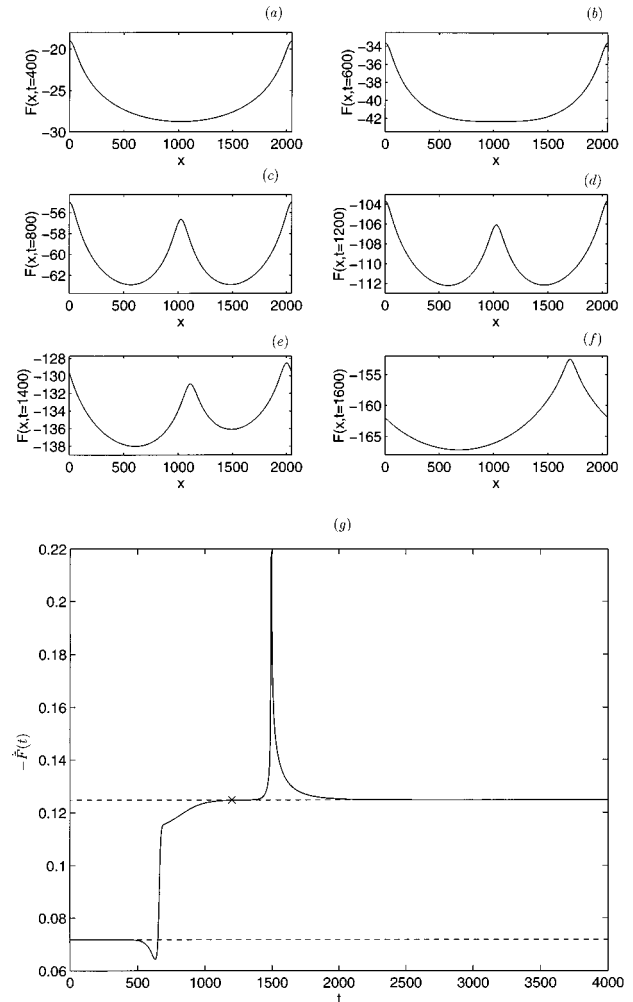 (a)
F(x,t=400)
−20
−25
−30
0 500 1000 1500 2000
x
(b)
F(x,t=600)
−34
−36
−38
−40
−42
0 500 1000 1500 2000
x
(c)
F(x,t=800)
−56
−58
−60
−62
0 500 1000 1500 2000
x
(d)
F(x,t=1200)
−104
−106
−108
−110
−112
0 500 1000 1500 2000
x
(e)
F(x,t=1400)
−128
−130
−132
−134
−136
−138
0 500 1000 1500 2000
x
(f)
F(x,t=1600)
−155
−160
−165
0 500 1000 1500 2000
x
(g)
0.22
0.2
0.18
0.16
0.14
0.12
0.1
0.08
0.06
0 500 1000 1500 2000 2500 3000 3500 4000
t